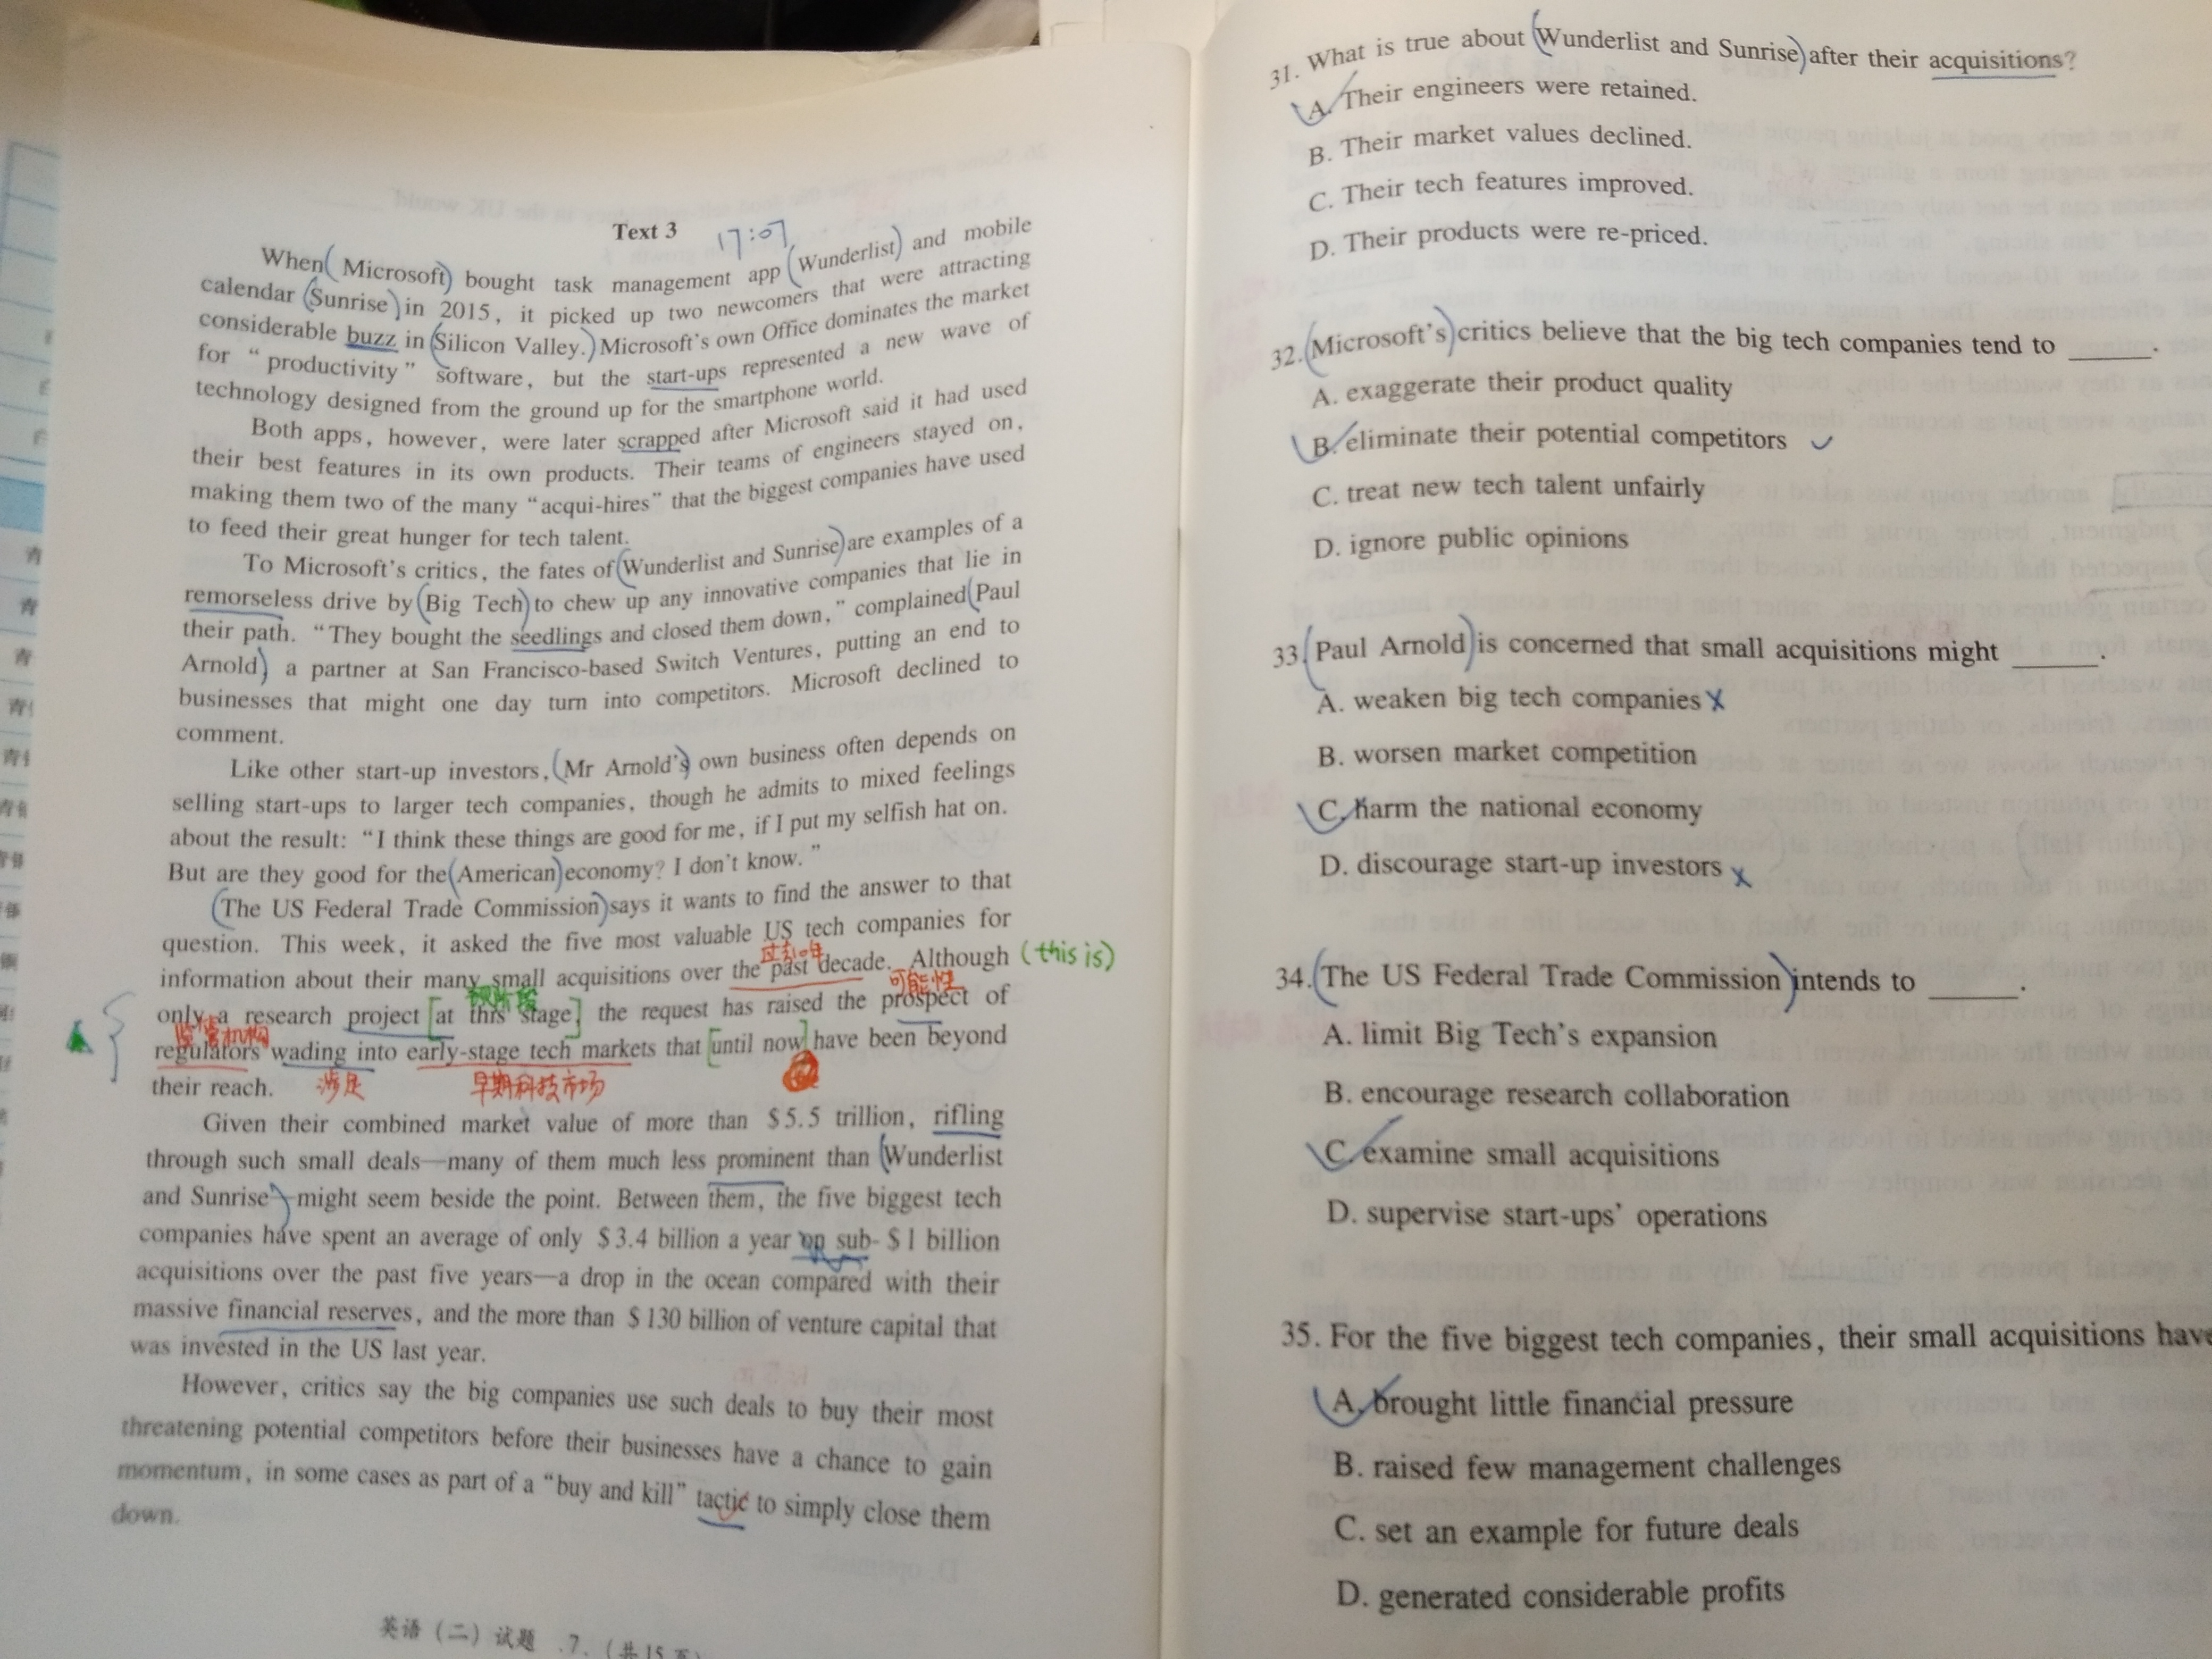 Text 3 17:07
When Microsoft bought task management app Wunderlist and mobile
calendar Sunrise in 2015, it picked up two newcomers that were attracting
considerable buzz in Silicon Valley. Microsoft's own Office dominates the market
for "productivity" software, but the start-ups represented a new wave of
technology designed from the ground up for the smartphone world.
Both apps, however, were later scrapped after Microsoft said it had used
their best features in its own products. Their teams of engineers stayed on,
making them two of the many "acqui-hires" that the biggest companies have used
to feed their great hunger for tech talent.
To Microsoft's critics, the fates of Wunderlist and Sunrise are examples of a
remorseless drive by Big Tech to chew up any innovative companies that lie in
their path. "They bought the seedlings and closed them down," complained Paul
Arnold, a partner at San Francisco-based Switch Ventures, putting an end to
businesses that might one day turn into competitors. Microsoft declined to
comment.
Like other start-up investors, Mr Arnold's own business often depends on
selling start-ups to larger tech companies, though he admits to mixed feelings
about the result: "I think these things are good for me, if I put my selfish hat on.
But are they good for the American economy? I don't know."
The US Federal Trade Commission says it wants to find the answer to that
question. This week, it asked the five most valuable US tech companies for
过去10年
information about their many small acquisitions over the past decade. Although (this is)
现阶段 可能性
only a research project [at this stage], the request has raised the prospect of
监管机构
regulators wading into early-stage tech markets that [until now] have been beyond
their reach. 涉足 早期科技市场
Given their combined market value of more than $5.5 trillion, rifling
through such small deals—many of them much less prominent than Wunderlist
and Sunrise—might seem beside the point. Between them, the five biggest tech
companies have spent an average of only $3.4 billion a year on sub-$1 billion
acquisitions over the past five years—a drop in the ocean compared with their
massive financial reserves, and the more than $130 billion of venture capital that
was invested in the US last year.
However, critics say the big companies use such deals to buy their most
threatening potential competitors before their businesses have a chance to gain
momentum, in some cases as part of a "buy and kill" tactic to simply close them
down.
英语(二)试题 .7. (共15页)
31. What is true about Wunderlist and Sunrise after their acquisitions?
A. Their engineers were retained.
B. Their market values declined.
C. Their tech features improved.
D. Their products were re-priced.
32. Microsoft's critics believe that the big tech companies tend to ______.
A. exaggerate their product quality
B. eliminate their potential competitors
C. treat new tech talent unfairly
D. ignore public opinions
33. Paul Arnold is concerned that small acquisitions might ______.
A. weaken big tech companies x
B. worsen market competition
C. harm the national economy
D. discourage start-up investors x
34. The US Federal Trade Commission intends to ______.
A. limit Big Tech's expansion
B. encourage research collaboration
C. examine small acquisitions
D. supervise start-ups' operations
35. For the five biggest tech companies, their small acquisitions have
A. brought little financial pressure
B. raised few management challenges
C. set an example for future deals
D. generated considerable profits